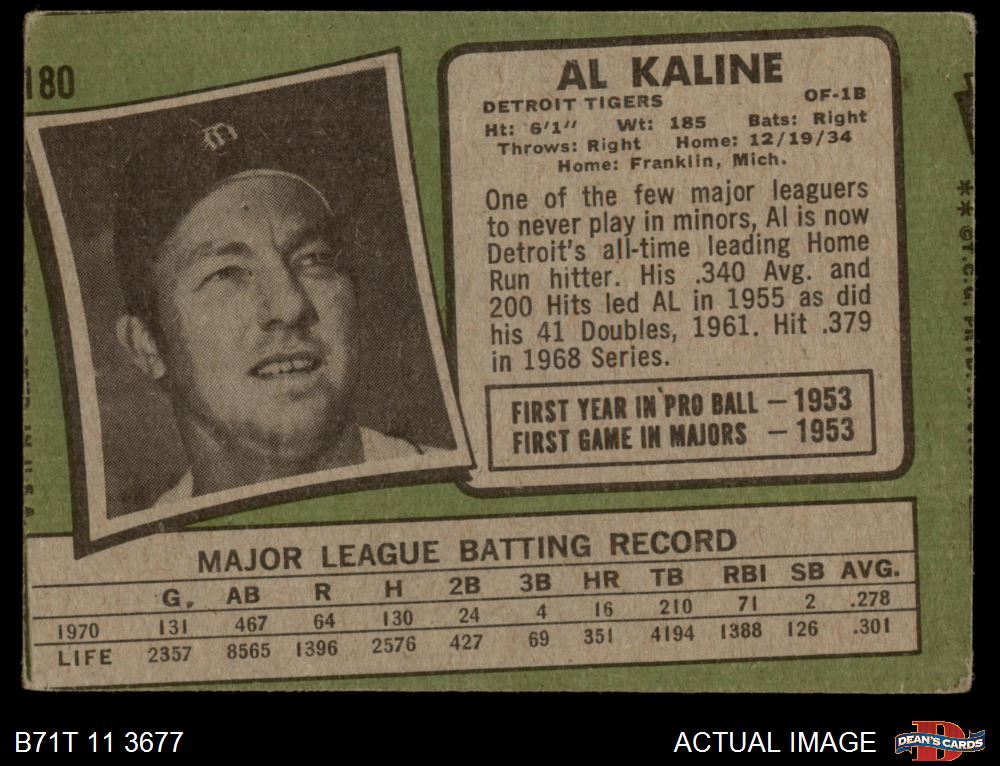 180
AL KALINE
DETROIT TIGERS OF-1B
Ht: 6'1" Wt: 185 Bats: Right
Throws: Right Home: 12/19/34
Home: Franklin, Mich.
One of the few major leaguers
to never play in minors, Al is now
Detroit's all-time leading Home
Run hitter. His .340 Avg. and
200 Hits led AL in 1955 as did
his 41 Doubles, 1961. Hit .379
in 1968 Series.
FIRST YEAR IN PRO BALL — 1953
FIRST GAME IN MAJORS — 1953
**©T.C.G.
IN U.S.A.
MAJOR LEAGUE BATTING RECORD
G. AB R H 2B 3B HR TB RBI SB AVG.
1970 131 467 64 130 24 4 16 210 71 2 .278
LIFE 2357 8565 1396 2576 427 69 351 4194 1388 126 .301
B71T 11 3677
ACTUAL IMAGE
DEAN'S CARDS